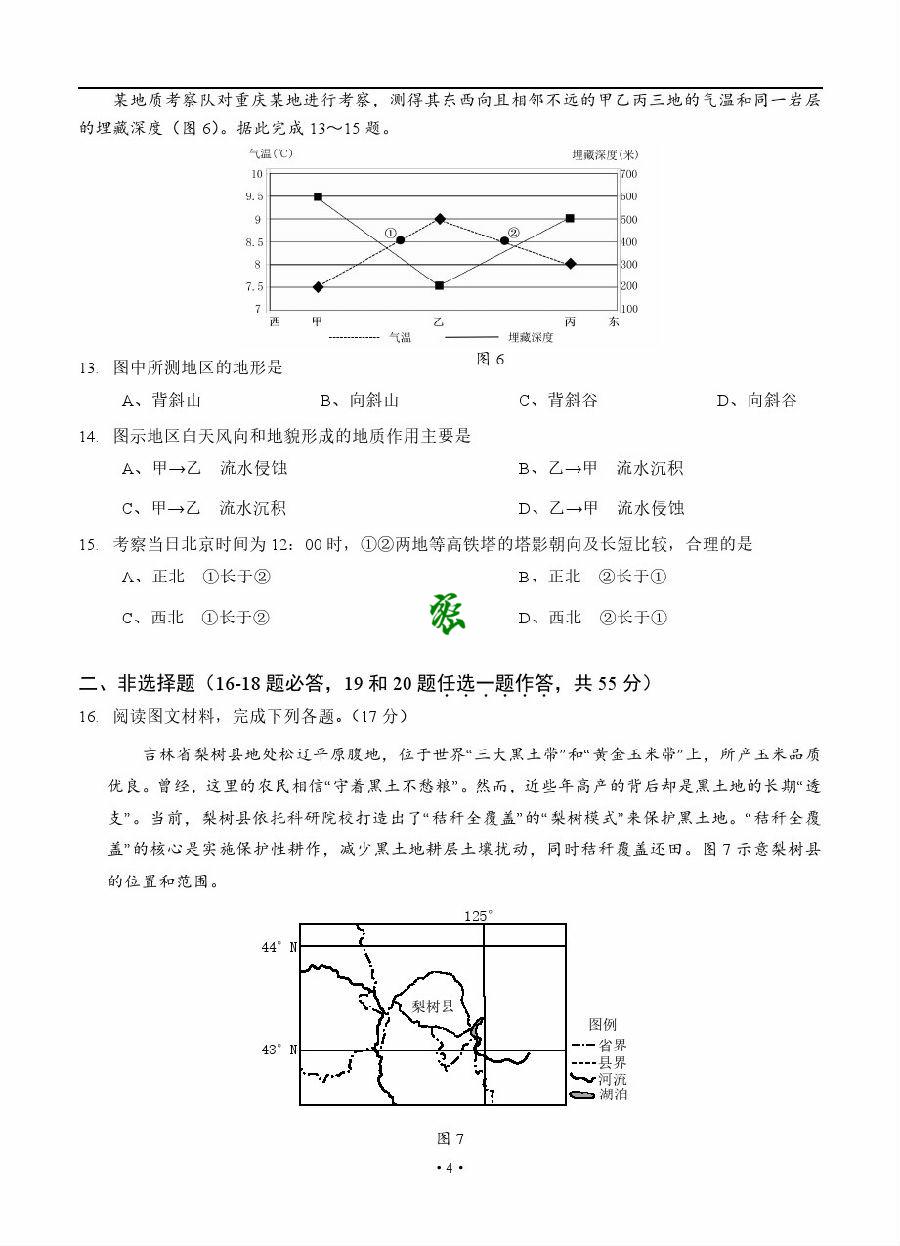 某地质考察队对重庆某地进行考察，测得其东西向且相邻不远的甲乙丙三地的气温和同一岩层
的埋藏深度（图 6）。据此完成 13～15 题。
气温(℃) 埋藏深度(米)
10 700
9.5 600
9 500
8.5 400
8 300
7.5 200
7 100
① ②
西 甲 乙 丙 东
气温 埋藏深度
图 6
13. 图中所测地区的地形是
A、背斜山 B、向斜山 C、背斜谷 D、向斜谷
14. 图示地区白天风向和地貌形成的地质作用主要是
A、甲→乙 流水侵蚀 B、乙→甲 流水沉积
C、甲→乙 流水沉积 D、乙→甲 流水侵蚀
15. 考察当日北京时间为 12：00 时，①②两地等高铁塔的塔影朝向及长短比较，合理的是
A、正北 ①长于② B、正北 ②长于①
C、西北 ①长于② D、西北 ②长于①
二、非选择题（16-18 题必答，19 和 20 题任选一题作答，共 55 分）
16. 阅读图文材料，完成下列各题。（17 分）
吉林省梨树县地处松辽平原腹地，位于世界“三大黑土带”和“黄金玉米带”上，所产玉米品质
优良。曾经，这里的农民相信“守着黑土不愁粮”。然而，近些年高产的背后却是黑土地的长期“透
支”。当前，梨树县依托科研院校打造出了“秸秆全覆盖”的“梨树模式”来保护黑土地。“秸秆全覆
盖”的核心是实施保护性耕作，减少黑土地耕层土壤扰动，同时秸秆覆盖还田。图 7 示意梨树县
的位置和范围。
125°
44° N
梨树县
43° N
图例
省界
县界
河流
湖泊
图 7
· 4 ·